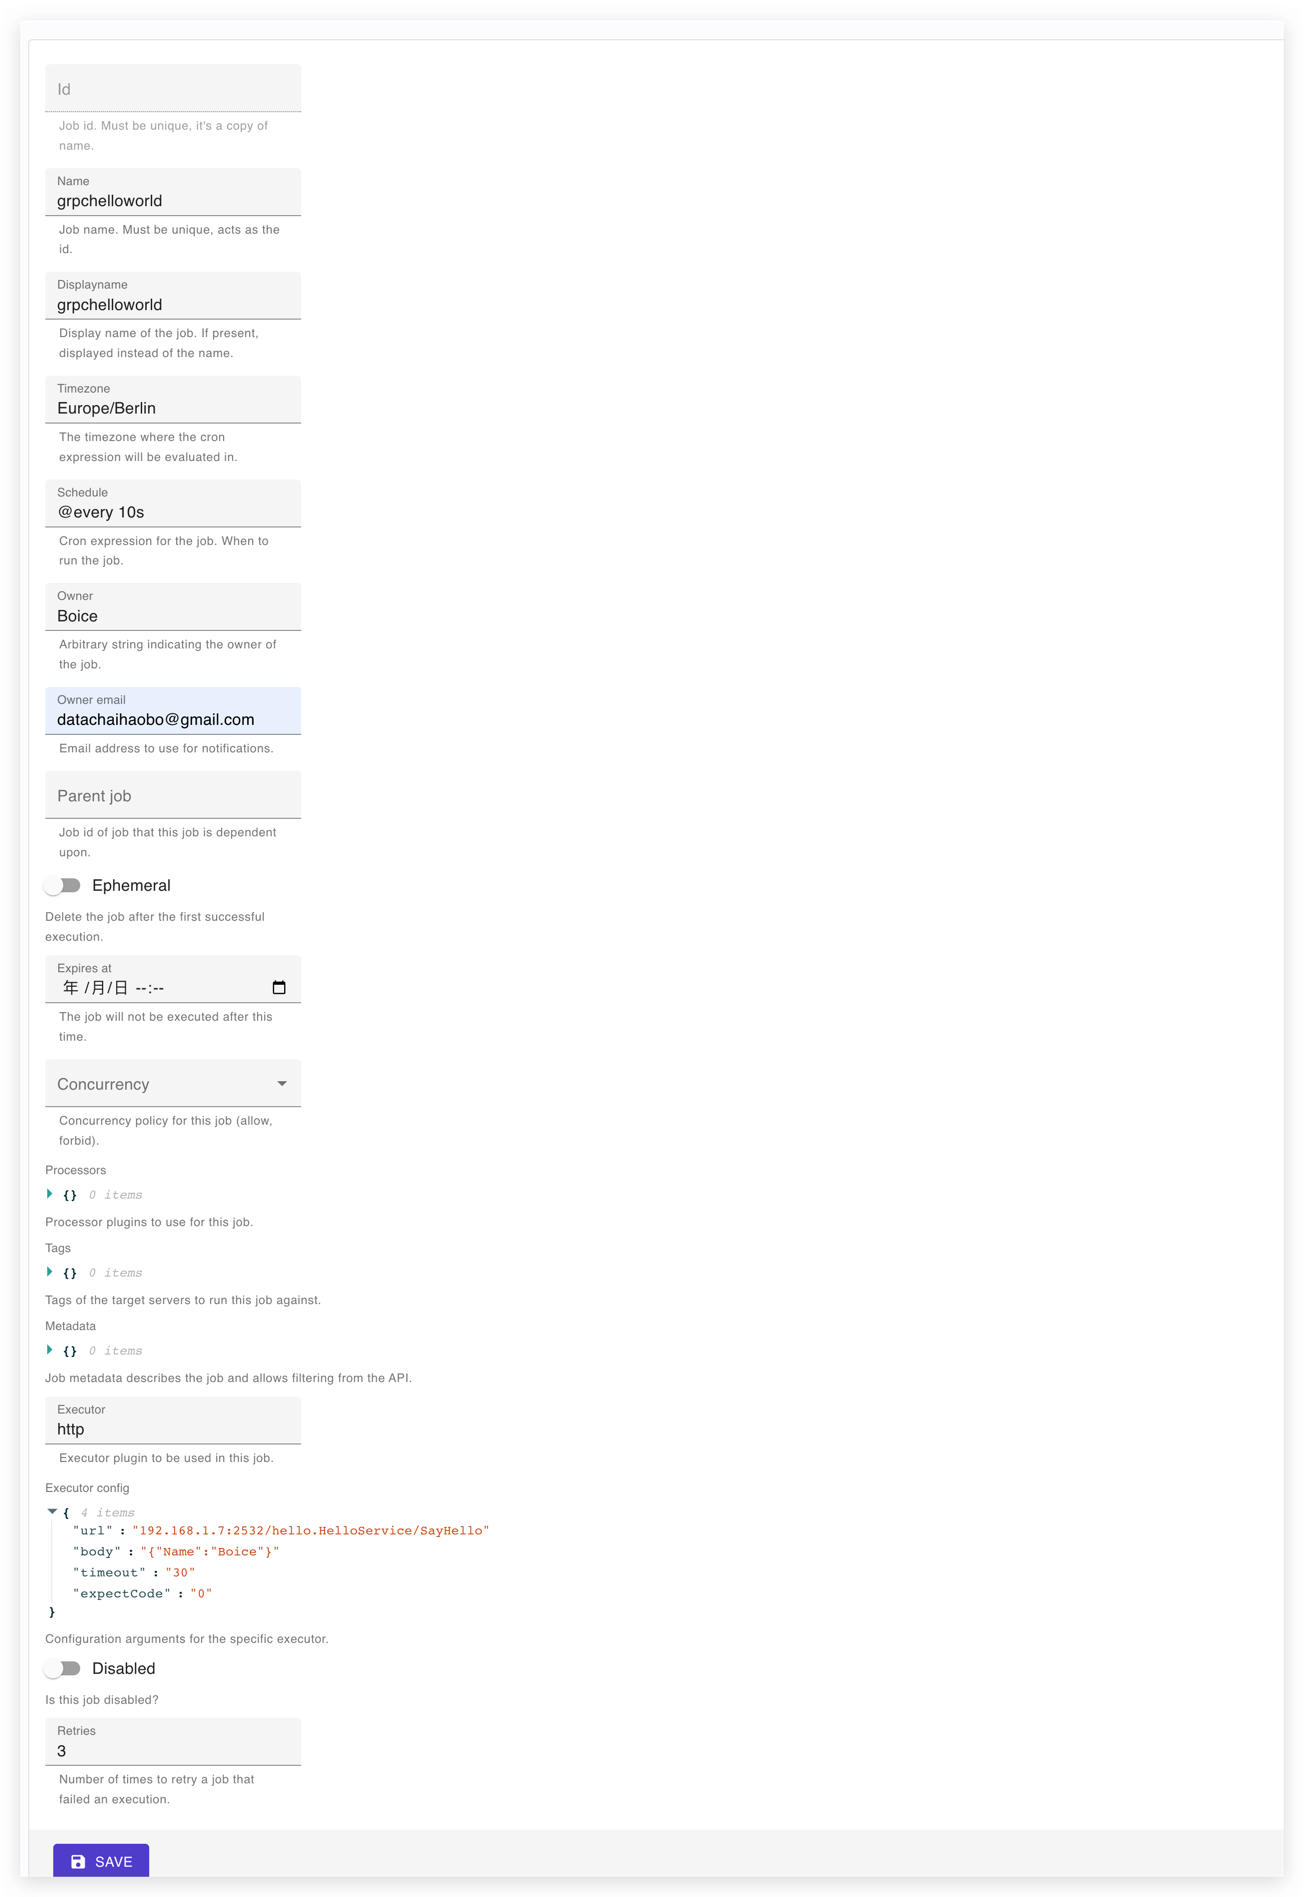 Id
Job id. Must be unique, it's a copy of
name.
Name
grpchelloworld
Job name. Must be unique, acts as the
id.
Displayname
grpchelloworld
Display name of the job. If present,
displayed instead of the name.
Timezone
Europe/Berlin
The timezone where the cron
expression will be evaluated in.
Schedule
@every 10s
Cron expression for the job. When to
run the job.
Owner
Boice
Arbitrary string indicating the owner of
the job.
Owner email
datachaihaobo@gmail.com
Email address to use for notifications.
Parent job
Job id of job that this job is dependent
upon.
Ephemeral
Delete the job after the first successful
execution.
Expires at
年 /月/日 --:--
The job will not be executed after this
time.
Concurrency
Concurrency policy for this job (allow,
forbid).
Processors
{} 0 items
Processor plugins to use for this job.
Tags
{} 0 items
Tags of the target servers to run this job against.
Metadata
{} 0 items
Job metadata describes the job and allows filtering from the API.
Executor
http
Executor plugin to be used in this job.
Executor config
{ 4 items
"url" : "192.168.1.7:2532/hello.HelloService/SayHello"
"body" : "{"Name":"Boice"}"
"timeout" : "30"
"expectCode" : "0"
}
Configuration arguments for the specific executor.
Disabled
Is this job disabled?
Retries
3
Number of times to retry a job that
failed an execution.
SAVE